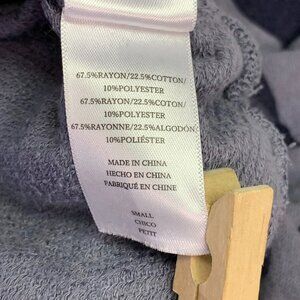 67.5%RAYON/22.5%COTTON/
10%POLYESTER
67.5%RAYON/22.5%COTON/
10%POLYESTER
67.5%RAYONNE/22.5%ALGODÓN/
10%POLIÉSTER
MADE IN CHINA
HECHO EN CHINA
FABRIQUÉ EN CHINE
SMALL
CHICO
PETIT